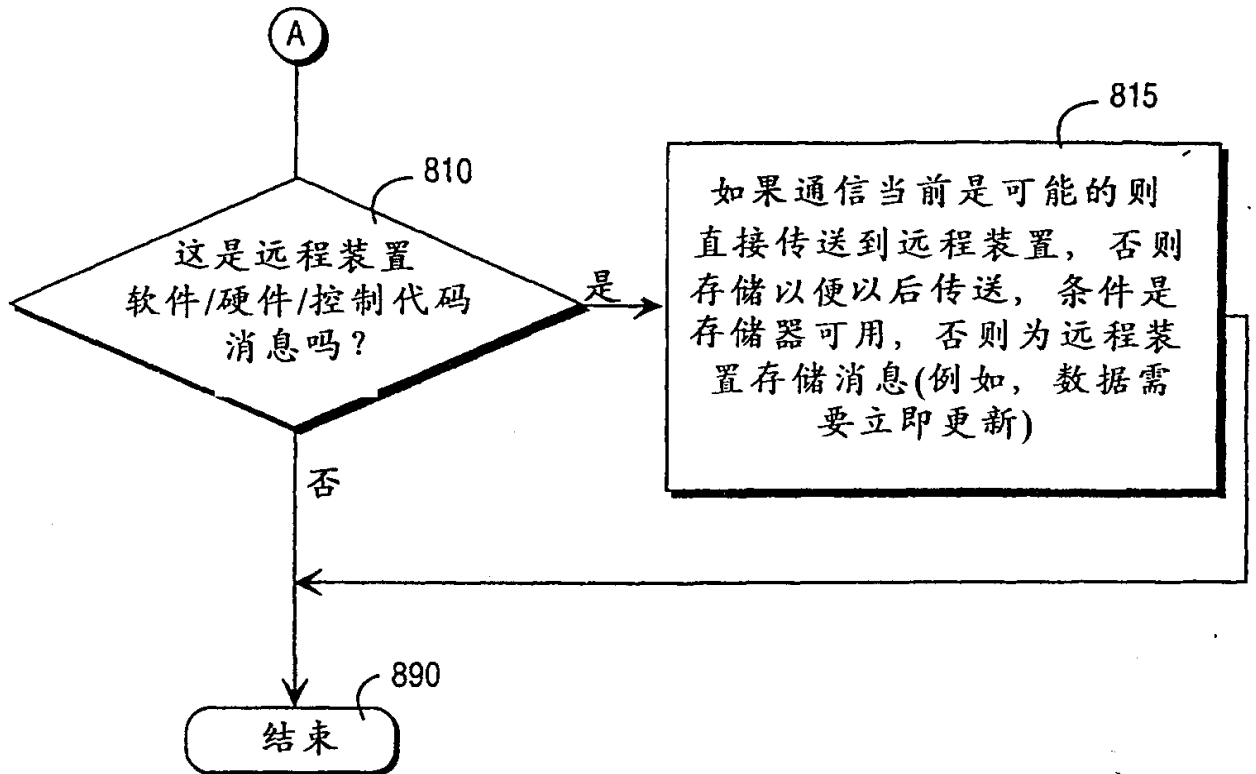 A
810
这是远程装置
软件/硬件/控制代码
消息吗?
是
815
如果通信当前是可能的则
直接传送到远程装置，否则
存储以便以后传送，条件是
存储器可用，否则为远程装
置存储消息(例如，数据需
要立即更新)
否
890
结束